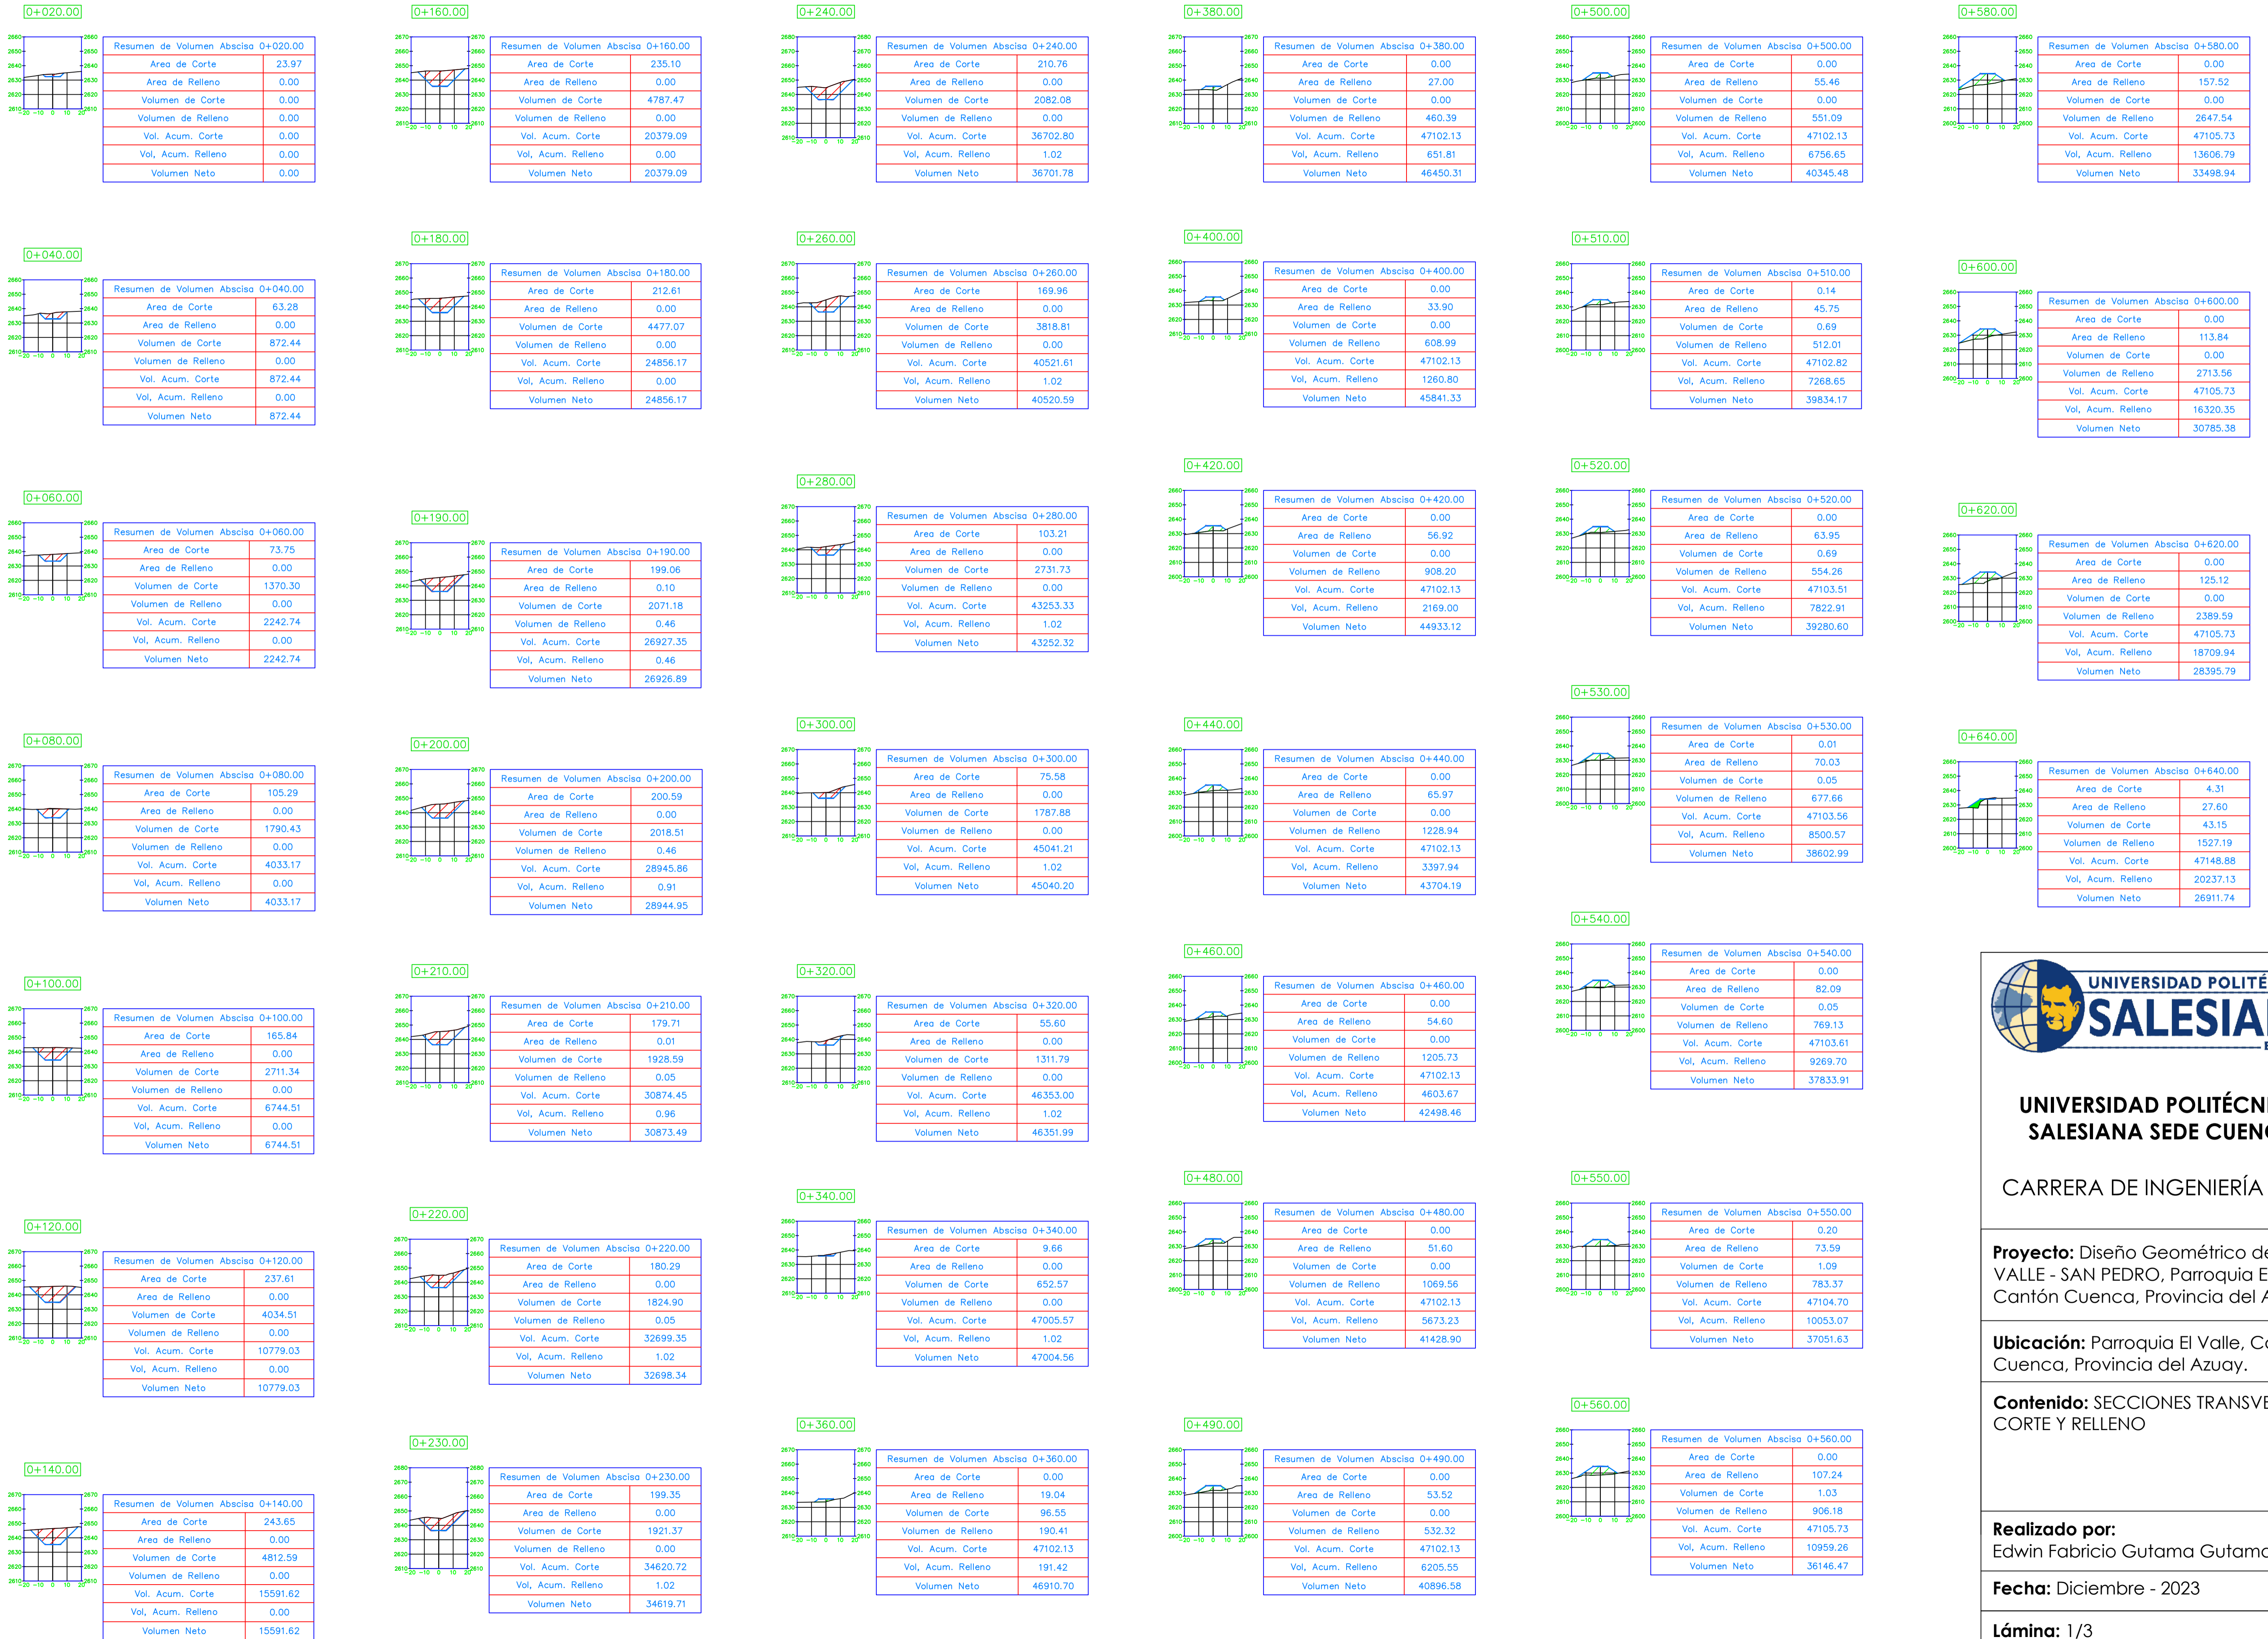 0+020.00
Resumen de Volumen Abscisa 0+020.00
Area de Corte 23.97
Area de Relleno 0.00
Volumen de Corte 0.00
Volumen de Relleno 0.00
Vol. Acum. Corte 0.00
Vol, Acum. Relleno 0.00
Volumen Neto 0.00
0+040.00
Resumen de Volumen Abscisa 0+040.00
Area de Corte 63.28
Area de Relleno 0.00
Volumen de Corte 872.44
Volumen de Relleno 0.00
Vol. Acum. Corte 872.44
Vol, Acum. Relleno 0.00
Volumen Neto 872.44
0+060.00
Resumen de Volumen Abscisa 0+060.00
Area de Corte 73.75
Area de Relleno 0.00
Volumen de Corte 1370.30
Volumen de Relleno 0.00
Vol. Acum. Corte 2242.74
Vol, Acum. Relleno 0.00
Volumen Neto 2242.74
0+080.00
Resumen de Volumen Abscisa 0+080.00
Area de Corte 105.29
Area de Relleno 0.00
Volumen de Corte 1790.43
Volumen de Relleno 0.00
Vol. Acum. Corte 4033.17
Vol, Acum. Relleno 0.00
Volumen Neto 4033.17
0+100.00
Resumen de Volumen Abscisa 0+100.00
Area de Corte 165.84
Area de Relleno 0.00
Volumen de Corte 2711.34
Volumen de Relleno 0.00
Vol. Acum. Corte 6744.51
Vol, Acum. Relleno 0.00
Volumen Neto 6744.51
0+120.00
Resumen de Volumen Abscisa 0+120.00
Area de Corte 237.61
Area de Relleno 0.00
Volumen de Corte 4034.51
Volumen de Relleno 0.00
Vol. Acum. Corte 10779.03
Vol, Acum. Relleno 0.00
Volumen Neto 10779.03
0+140.00
Resumen de Volumen Abscisa 0+140.00
Area de Corte 243.65
Area de Relleno 0.00
Volumen de Corte 4812.59
Volumen de Relleno 0.00
Vol. Acum. Corte 15591.62
Vol, Acum. Relleno 0.00
Volumen Neto 15591.62
0+160.00
Resumen de Volumen Abscisa 0+160.00
Area de Corte 235.10
Area de Relleno 0.00
Volumen de Corte 4787.47
Volumen de Relleno 0.00
Vol. Acum. Corte 20379.09
Vol, Acum. Relleno 0.00
Volumen Neto 20379.09
0+180.00
Resumen de Volumen Abscisa 0+180.00
Area de Corte 212.61
Area de Relleno 0.00
Volumen de Corte 4477.07
Volumen de Relleno 0.00
Vol. Acum. Corte 24856.17
Vol, Acum. Relleno 0.00
Volumen Neto 24856.17
0+190.00
Resumen de Volumen Abscisa 0+190.00
Area de Corte 199.06
Area de Relleno 0.10
Volumen de Corte 2071.18
Volumen de Relleno 0.46
Vol. Acum. Corte 26927.35
Vol, Acum. Relleno 0.46
Volumen Neto 26926.89
0+200.00
Resumen de Volumen Abscisa 0+200.00
Area de Corte 200.59
Area de Relleno 0.00
Volumen de Corte 2018.51
Volumen de Relleno 0.46
Vol. Acum. Corte 28945.86
Vol, Acum. Relleno 0.91
Volumen Neto 28944.95
0+210.00
Resumen de Volumen Abscisa 0+210.00
Area de Corte 179.71
Area de Relleno 0.01
Volumen de Corte 1928.59
Volumen de Relleno 0.05
Vol. Acum. Corte 30874.45
Vol, Acum. Relleno 0.96
Volumen Neto 30873.49
0+220.00
Resumen de Volumen Abscisa 0+220.00
Area de Corte 180.29
Area de Relleno 0.00
Volumen de Corte 1824.90
Volumen de Relleno 0.05
Vol. Acum. Corte 32699.35
Vol, Acum. Relleno 1.02
Volumen Neto 32698.34
0+230.00
Resumen de Volumen Abscisa 0+230.00
Area de Corte 199.35
Area de Relleno 0.00
Volumen de Corte 1921.37
Volumen de Relleno 0.00
Vol. Acum. Corte 34620.72
Vol, Acum. Relleno 1.02
Volumen Neto 34619.71
0+240.00
Resumen de Volumen Abscisa 0+240.00
Area de Corte 210.76
Area de Relleno 0.00
Volumen de Corte 2082.08
Volumen de Relleno 0.00
Vol. Acum. Corte 36702.80
Vol, Acum. Relleno 1.02
Volumen Neto 36701.78
0+260.00
Resumen de Volumen Abscisa 0+260.00
Area de Corte 169.96
Area de Relleno 0.00
Volumen de Corte 3818.81
Volumen de Relleno 0.00
Vol. Acum. Corte 40521.61
Vol, Acum. Relleno 1.02
Volumen Neto 40520.59
0+280.00
Resumen de Volumen Abscisa 0+280.00
Area de Corte 103.21
Area de Relleno 0.00
Volumen de Corte 2731.73
Volumen de Relleno 0.00
Vol. Acum. Corte 43253.33
Vol, Acum. Relleno 1.02
Volumen Neto 43252.32
0+300.00
Resumen de Volumen Abscisa 0+300.00
Area de Corte 75.58
Area de Relleno 0.00
Volumen de Corte 1787.88
Volumen de Relleno 0.00
Vol. Acum. Corte 45041.21
Vol, Acum. Relleno 1.02
Volumen Neto 45040.20
0+320.00
Resumen de Volumen Abscisa 0+320.00
Area de Corte 55.60
Area de Relleno 0.00
Volumen de Corte 1311.79
Volumen de Relleno 0.00
Vol. Acum. Corte 46353.00
Vol, Acum. Relleno 1.02
Volumen Neto 46351.99
0+340.00
Resumen de Volumen Abscisa 0+340.00
Area de Corte 9.66
Area de Relleno 0.00
Volumen de Corte 652.57
Volumen de Relleno 0.00
Vol. Acum. Corte 47005.57
Vol, Acum. Relleno 1.02
Volumen Neto 47004.56
0+360.00
Resumen de Volumen Abscisa 0+360.00
Area de Corte 0.00
Area de Relleno 19.04
Volumen de Corte 96.55
Volumen de Relleno 190.41
Vol. Acum. Corte 47102.13
Vol, Acum. Relleno 191.42
Volumen Neto 46910.70
0+380.00
Resumen de Volumen Abscisa 0+380.00
Area de Corte 0.00
Area de Relleno 27.00
Volumen de Corte 0.00
Volumen de Relleno 460.39
Vol. Acum. Corte 47102.13
Vol, Acum. Relleno 651.81
Volumen Neto 46450.31
0+400.00
Resumen de Volumen Abscisa 0+400.00
Area de Corte 0.00
Area de Relleno 33.90
Volumen de Corte 0.00
Volumen de Relleno 608.99
Vol. Acum. Corte 47102.13
Vol, Acum. Relleno 1260.80
Volumen Neto 45841.33
0+420.00
Resumen de Volumen Abscisa 0+420.00
Area de Corte 0.00
Area de Relleno 56.92
Volumen de Corte 0.00
Volumen de Relleno 908.20
Vol. Acum. Corte 47102.13
Vol, Acum. Relleno 2169.00
Volumen Neto 44933.12
0+440.00
Resumen de Volumen Abscisa 0+440.00
Area de Corte 0.00
Area de Relleno 65.97
Volumen de Corte 0.00
Volumen de Relleno 1228.94
Vol. Acum. Corte 47102.13
Vol, Acum. Relleno 3397.94
Volumen Neto 43704.19
0+460.00
Resumen de Volumen Abscisa 0+460.00
Area de Corte 0.00
Area de Relleno 54.60
Volumen de Corte 0.00
Volumen de Relleno 1205.73
Vol. Acum. Corte 47102.13
Vol, Acum. Relleno 4603.67
Volumen Neto 42498.46
0+480.00
Resumen de Volumen Abscisa 0+480.00
Area de Corte 0.00
Area de Relleno 51.60
Volumen de Corte 0.00
Volumen de Relleno 1069.56
Vol. Acum. Corte 47102.13
Vol, Acum. Relleno 5673.23
Volumen Neto 41428.90
0+490.00
Resumen de Volumen Abscisa 0+490.00
Area de Corte 0.00
Area de Relleno 53.52
Volumen de Corte 0.00
Volumen de Relleno 532.32
Vol. Acum. Corte 47102.13
Vol, Acum. Relleno 6205.55
Volumen Neto 40896.58
0+500.00
Resumen de Volumen Abscisa 0+500.00
Area de Corte 0.00
Area de Relleno 55.46
Volumen de Corte 0.00
Volumen de Relleno 551.09
Vol. Acum. Corte 47102.13
Vol, Acum. Relleno 6756.65
Volumen Neto 40345.48
0+510.00
Resumen de Volumen Abscisa 0+510.00
Area de Corte 0.14
Area de Relleno 45.75
Volumen de Corte 0.69
Volumen de Relleno 512.01
Vol. Acum. Corte 47102.82
Vol, Acum. Relleno 7268.65
Volumen Neto 39834.17
0+520.00
Resumen de Volumen Abscisa 0+520.00
Area de Corte 0.00
Area de Relleno 63.95
Volumen de Corte 0.69
Volumen de Relleno 554.26
Vol. Acum. Corte 47103.51
Vol, Acum. Relleno 7822.91
Volumen Neto 39280.60
0+530.00
Resumen de Volumen Abscisa 0+530.00
Area de Corte 0.01
Area de Relleno 70.03
Volumen de Corte 0.05
Volumen de Relleno 677.66
Vol. Acum. Corte 47103.56
Vol, Acum. Relleno 8500.57
Volumen Neto 38602.99
0+540.00
Resumen de Volumen Abscisa 0+540.00
Area de Corte 0.00
Area de Relleno 82.09
Volumen de Corte 0.05
Volumen de Relleno 769.13
Vol. Acum. Corte 47103.61
Vol, Acum. Relleno 9269.70
Volumen Neto 37833.91
0+550.00
Resumen de Volumen Abscisa 0+550.00
Area de Corte 0.20
Area de Relleno 73.59
Volumen de Corte 1.09
Volumen de Relleno 783.37
Vol. Acum. Corte 47104.70
Vol, Acum. Relleno 10053.07
Volumen Neto 37051.63
0+560.00
Resumen de Volumen Abscisa 0+560.00
Area de Corte 0.00
Area de Relleno 107.24
Volumen de Corte 1.03
Volumen de Relleno 906.18
Vol. Acum. Corte 47105.73
Vol, Acum. Relleno 10959.26
Volumen Neto 36146.47
0+580.00
Resumen de Volumen Abscisa 0+580.00
Area de Corte 0.00
Area de Relleno 157.52
Volumen de Corte 0.00
Volumen de Relleno 2647.54
Vol. Acum. Corte 47105.73
Vol, Acum. Relleno 13606.79
Volumen Neto 33498.94
0+600.00
Resumen de Volumen Abscisa 0+600.00
Area de Corte 0.00
Area de Relleno 113.84
Volumen de Corte 0.00
Volumen de Relleno 2713.56
Vol. Acum. Corte 47105.73
Vol, Acum. Relleno 16320.35
Volumen Neto 30785.38
0+620.00
Resumen de Volumen Abscisa 0+620.00
Area de Corte 0.00
Area de Relleno 125.12
Volumen de Corte 0.00
Volumen de Relleno 2389.59
Vol. Acum. Corte 47105.73
Vol, Acum. Relleno 18709.94
Volumen Neto 28395.79
0+640.00
Resumen de Volumen Abscisa 0+640.00
Area de Corte 4.31
Area de Relleno 27.60
Volumen de Corte 43.15
Volumen de Relleno 1527.19
Vol. Acum. Corte 47148.88
Vol, Acum. Relleno 20237.13
Volumen Neto 26911.74
UNIVERSIDAD POLITÉ
SALESIA
UNIVERSIDAD POLITÉCN
SALESIANA SEDE CUEN
CARRERA DE INGENIERÍA
Proyecto: Diseño Geométrico de
VALLE - SAN PEDRO, Parroquia E
Cantón Cuenca, Provincia del A
Ubicación: Parroquia El Valle, Ca
Cuenca, Provincia del Azuay.
Contenido: SECCIONES TRANSVE
CORTE Y RELLENO
Realizado por:
Edwin Fabricio Gutama Gutama
Fecha: Diciembre - 2023
Lámina: 1/3